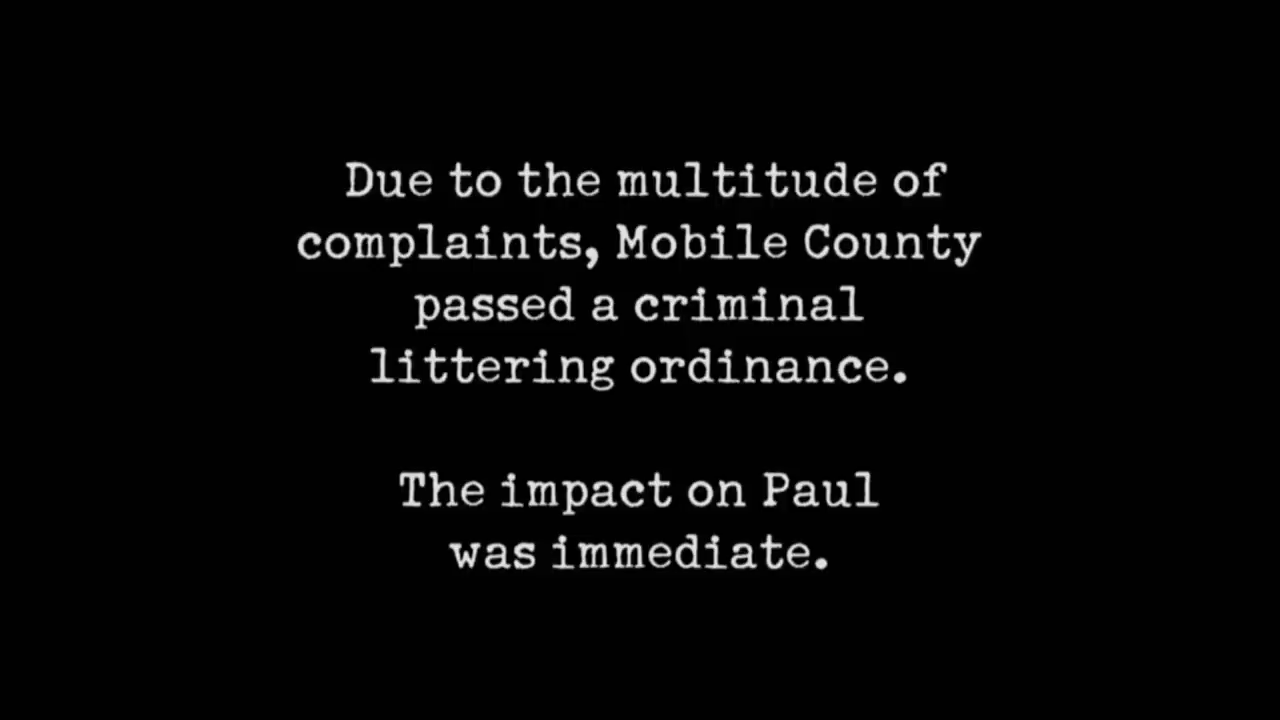 Due to the multitude of
complaints, Mobile County
passed a criminal
littering ordinance.
The impact on Paul
was immediate.